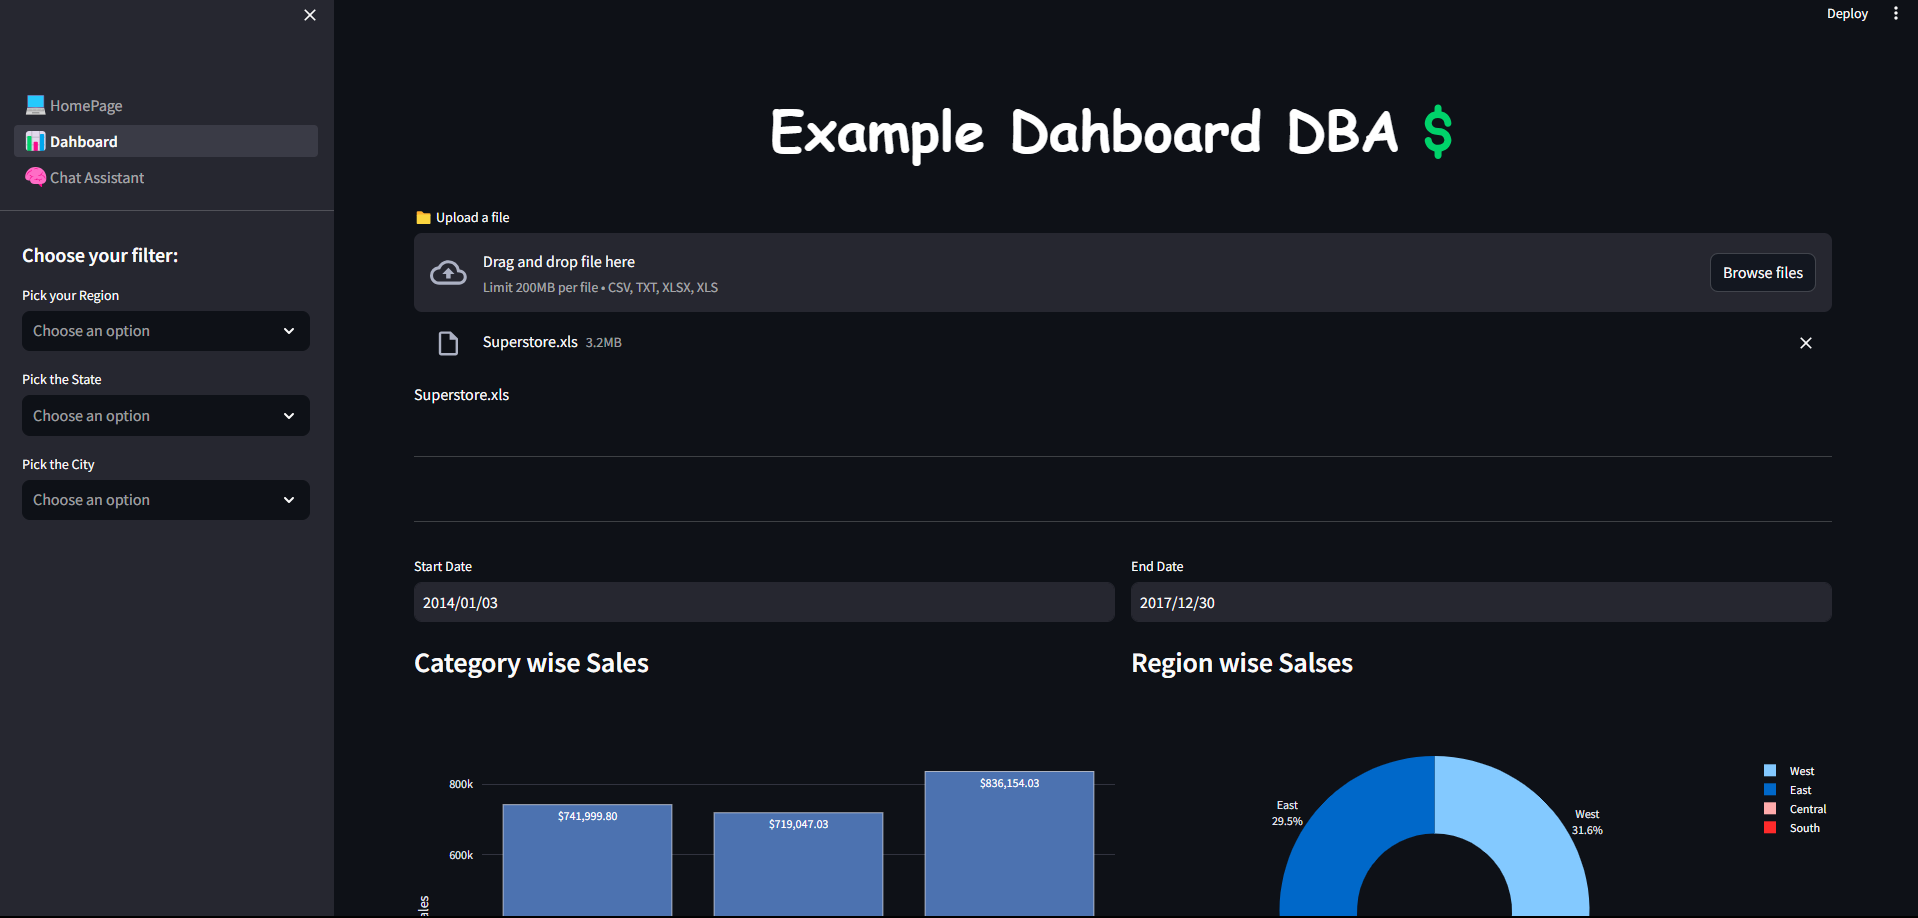 Deploy
HomePage
Dahboard
Chat Assistant
Choose your filter:
Pick your Region
Choose an option
Pick the State
Choose an option
Pick the City
Choose an option
Example Dahboard DBA $
Upload a file
Drag and drop file here
Limit 200MB per file • CSV, TXT, XLSX, XLS
Browse files
Superstore.xls 3.2MB
Superstore.xls
Start Date
2014/01/03
End Date
2017/12/30
Category wise Sales
800k
600k
$741,999.80
$719,047.03
$836,154.03
Region wise Salses
East
29.5%
West
31.6%
West
East
Central
South